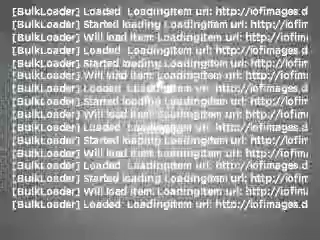 [BulkLoader] Loaded LoadingItem url: http://iofimages.d
[BulkLoader] Started loading LoadingItem url: http://iofim
[BulkLoader] Will load item: LoadingItem url: http://iofim
[BulkLoader] Loaded LoadingItem url: http://iofimages.d
[BulkLoader] Started loading LoadingItem url: http://iofim
[BulkLoader] Will load item: LoadingItem url: http://iofim
[BulkLoader] Loaded LoadingItem url: http://iofimages.d
[BulkLoader] Started loading LoadingItem url: http://iofim
[BulkLoader] Will load item: LoadingItem url: http://iofim
[BulkLoader] Loaded LoadingItem url: http://iofimages.d
[BulkLoader] Started loading LoadingItem url: http://iofim
[BulkLoader] Will load item: LoadingItem url: http://iofim
[BulkLoader] Loaded LoadingItem url: http://iofimages.d
[BulkLoader] Started loading LoadingItem url: http://iofim
[BulkLoader] Will load item: LoadingItem url: http://iofim
[BulkLoader] Loaded LoadingItem url: http://iofimages.d